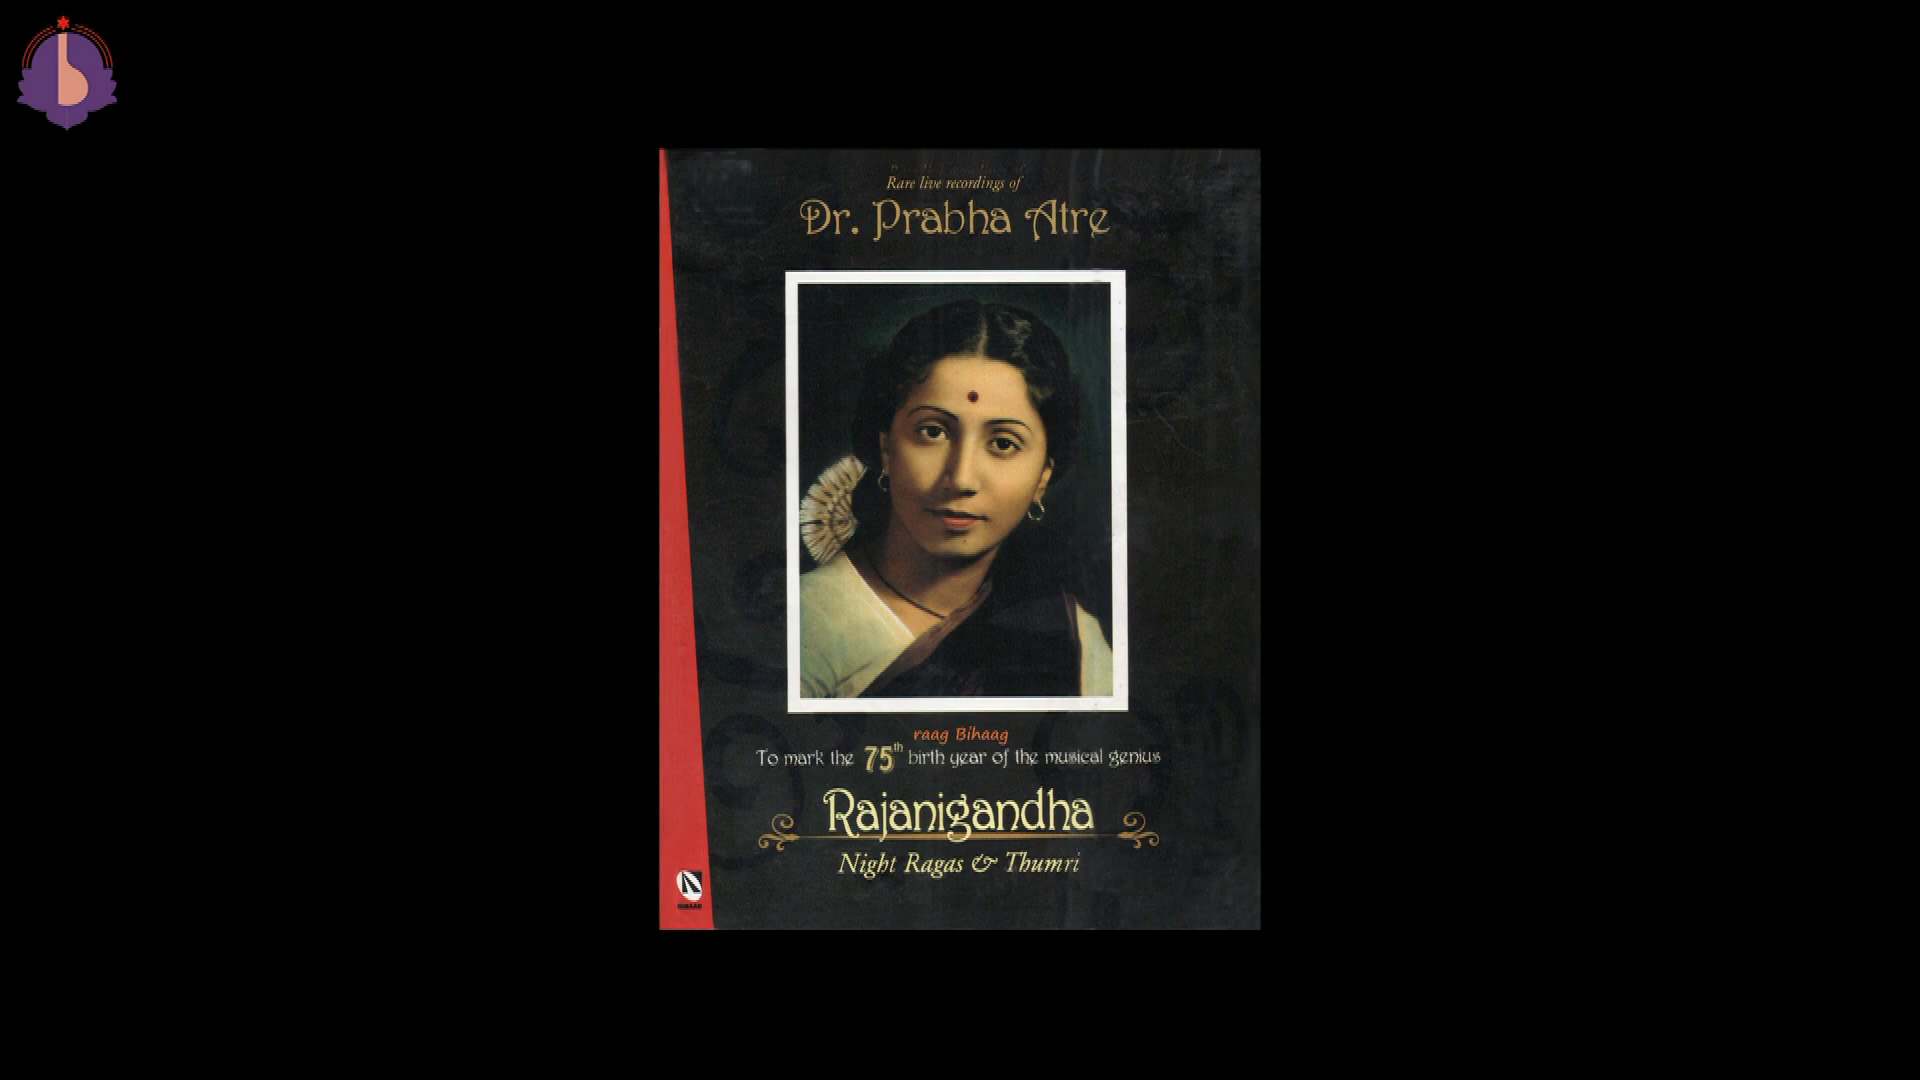 Rare live recordings of
Dr. Prabha Atre
raag Bihaag
To mark the 75th birth year of the musical genius
Rajanigandha
Night Ragas & Thumri